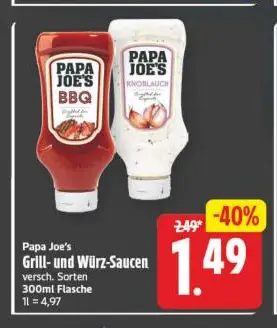 PAPA
JOE'S
BBQ
PAPA
JOE'S
KNOBLAUCH
-40%
2.49*
1.49
Papa Joe's
Grill- und Würz-Saucen
versch. Sorten
300ml Flasche
1l = 4,97